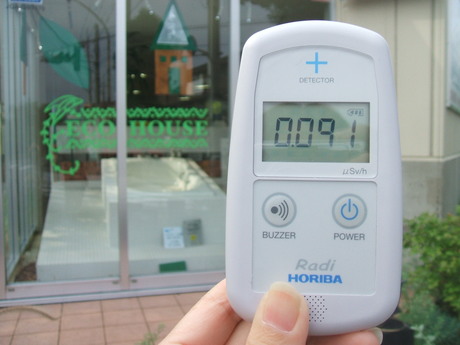 ECO HOUSE
DETECTOR
0.091
μSv/h
BUZZER
POWER
Radi
HORIBA